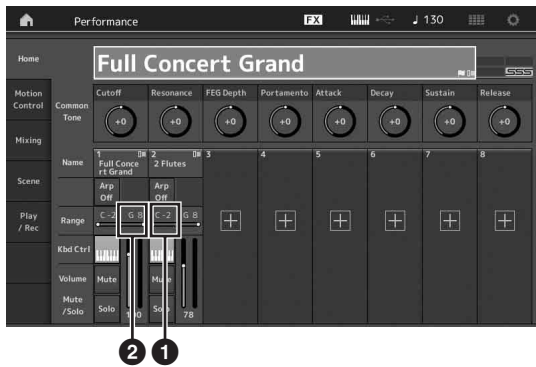 Performance FX ♩ 130
Home
Full Concert Grand
SSS
Motion Control
Common Tone
Cutoff Resonance FEG Depth Portamento Attack Decay Sustain Release
+0 +0 +0 +0 +0 +0 +0 +0
Mixing
Name
1 2 3 4 5 6 7 8
Full Conce
rt Grand
2 Flutes
Scene
Arp Arp
Off Off
Play
/ Rec
Range
C -2 G 8 C -2 G 8
Kbd Ctrl
Volume
Mute Mute
Mute
/Solo
Solo Solo
100 78
2 1